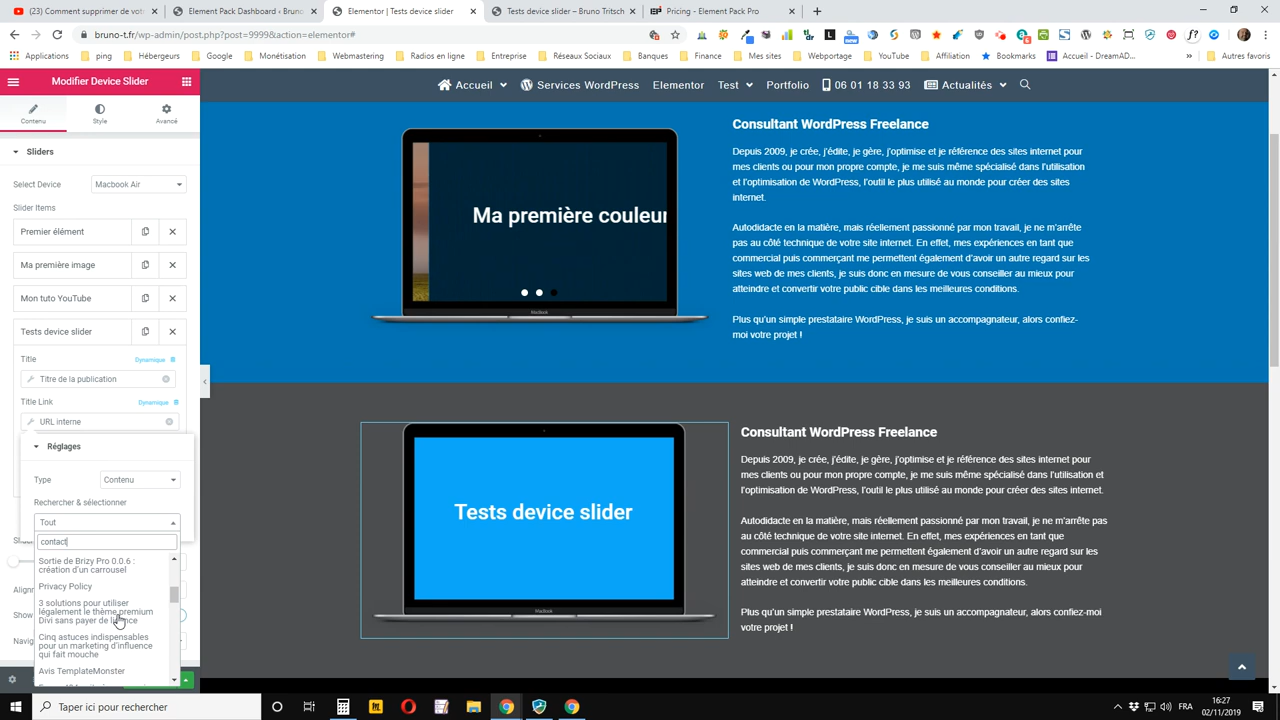 (23) Comment supprimer de vot
Element Pack Dashboard ‹ Bruno
Elementor | Tests device slider
Tests device slider – Bruno Tritsch
Pricing - Element Pack Pro
bruno-t.fr/wp-admin/post.php?post=9999&action=elementor#
Applications
ping
Hébergeurs
Google
Monétisation
Webmastering
Radios en ligne
Entreprise
Réseaux Sociaux
Banques
Finance
Mes sites
Webportage
YouTube
Affiliation
Bookmarks
Accueil - DreamAD...
»
Autres favoris
Modifier Device Slider
Contenu
Style
Avancé
Sliders
Select Device
Macbook Air
Slider Items
Premier élément
Ma première image
Mon tuto YouTube
Tests device slider
Title
Dynamique
Titre de la publication
Title Link
Dynamique
URL interne
Réglages
Type
Contenu
Rechercher & sélectionner
Tout
contact
Sortie de Brizy Pro 0.0.6 :
création d'un carrousel
Privacy Policy
3 solutions pour utiliser
légalement le thème premium
Divi sans payer de licence
Cinq astuces indispensables
pour un marketing d'influence
qui fait mouche
Avis TemplateMonster
Alignn
Show
Navig
Accueil
Services WordPress
Elementor
Test
Portfolio
06 01 18 33 93
Actualités
Ma première couleur
MacBook
Consultant WordPress Freelance
Depuis 2009, je crée, j'édite, je gère, j'optimise et je référence des sites internet pour
mes clients ou pour mon propre compte, je me suis même spécialisé dans l'utilisation
et l'optimisation de WordPress, l'outil le plus utilisé au monde pour créer des sites
internet.
Autodidacte en la matière, mais réellement passionné par mon travail, je ne m'arrête
pas au côté technique de votre site internet. En effet, mes expériences en tant que
commercial puis commerçant me permettent également d'avoir un autre regard sur les
sites web de mes clients, je suis donc en mesure de vous conseiller au mieux pour
atteindre et convertir votre public cible dans les meilleures conditions.
Plus qu'un simple prestataire WordPress, je suis un accompagnateur, alors confiez-
moi votre projet !
Tests device slider
MacBook
Consultant WordPress Freelance
Depuis 2009, je crée, j'édite, je gère, j'optimise et je référence des sites internet pour
mes clients ou pour mon propre compte, je me suis même spécialisé dans l'utilisation et
l'optimisation de WordPress, l'outil le plus utilisé au monde pour créer des sites internet.
Autodidacte en la matière, mais réellement passionné par mon travail, je ne m'arrête pas
au côté technique de votre site internet. En effet, mes expériences en tant que
commercial puis commerçant me permettent également d'avoir un autre regard sur les
sites web de mes clients, je suis donc en mesure de vous conseiller au mieux pour
atteindre et convertir votre public cible dans les meilleures conditions.
Plus qu'un simple prestataire WordPress, je suis un accompagnateur, alors confiez-moi
votre projet !
Taper ici pour rechercher
FRA
16:27
02/11/2019